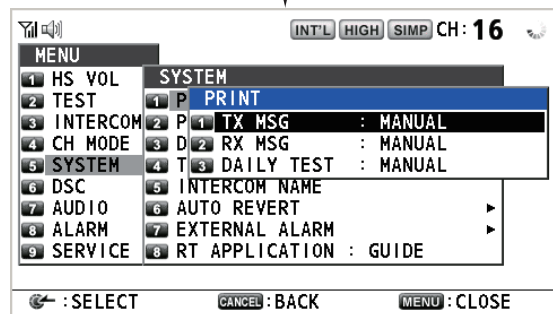 INT'L HIGH SIMP CH: 16
MENU
1 HS VOL
2 TEST
3 INTERCOM
4 CH MODE
5 SYSTEM
6 DSC
7 AUDIO
8 ALARM
9 SERVICE
SYSTEM
1 P
2 P
3 D
4 T
5 INTERCOM NAME
6 AUTO REVERT
7 EXTERNAL ALARM
8 RT APPLICATION : GUIDE
PRINT
1 TX MSG : MANUAL
2 RX MSG : MANUAL
3 DAILY TEST : MANUAL
: SELECT CANCEL : BACK MENU : CLOSE